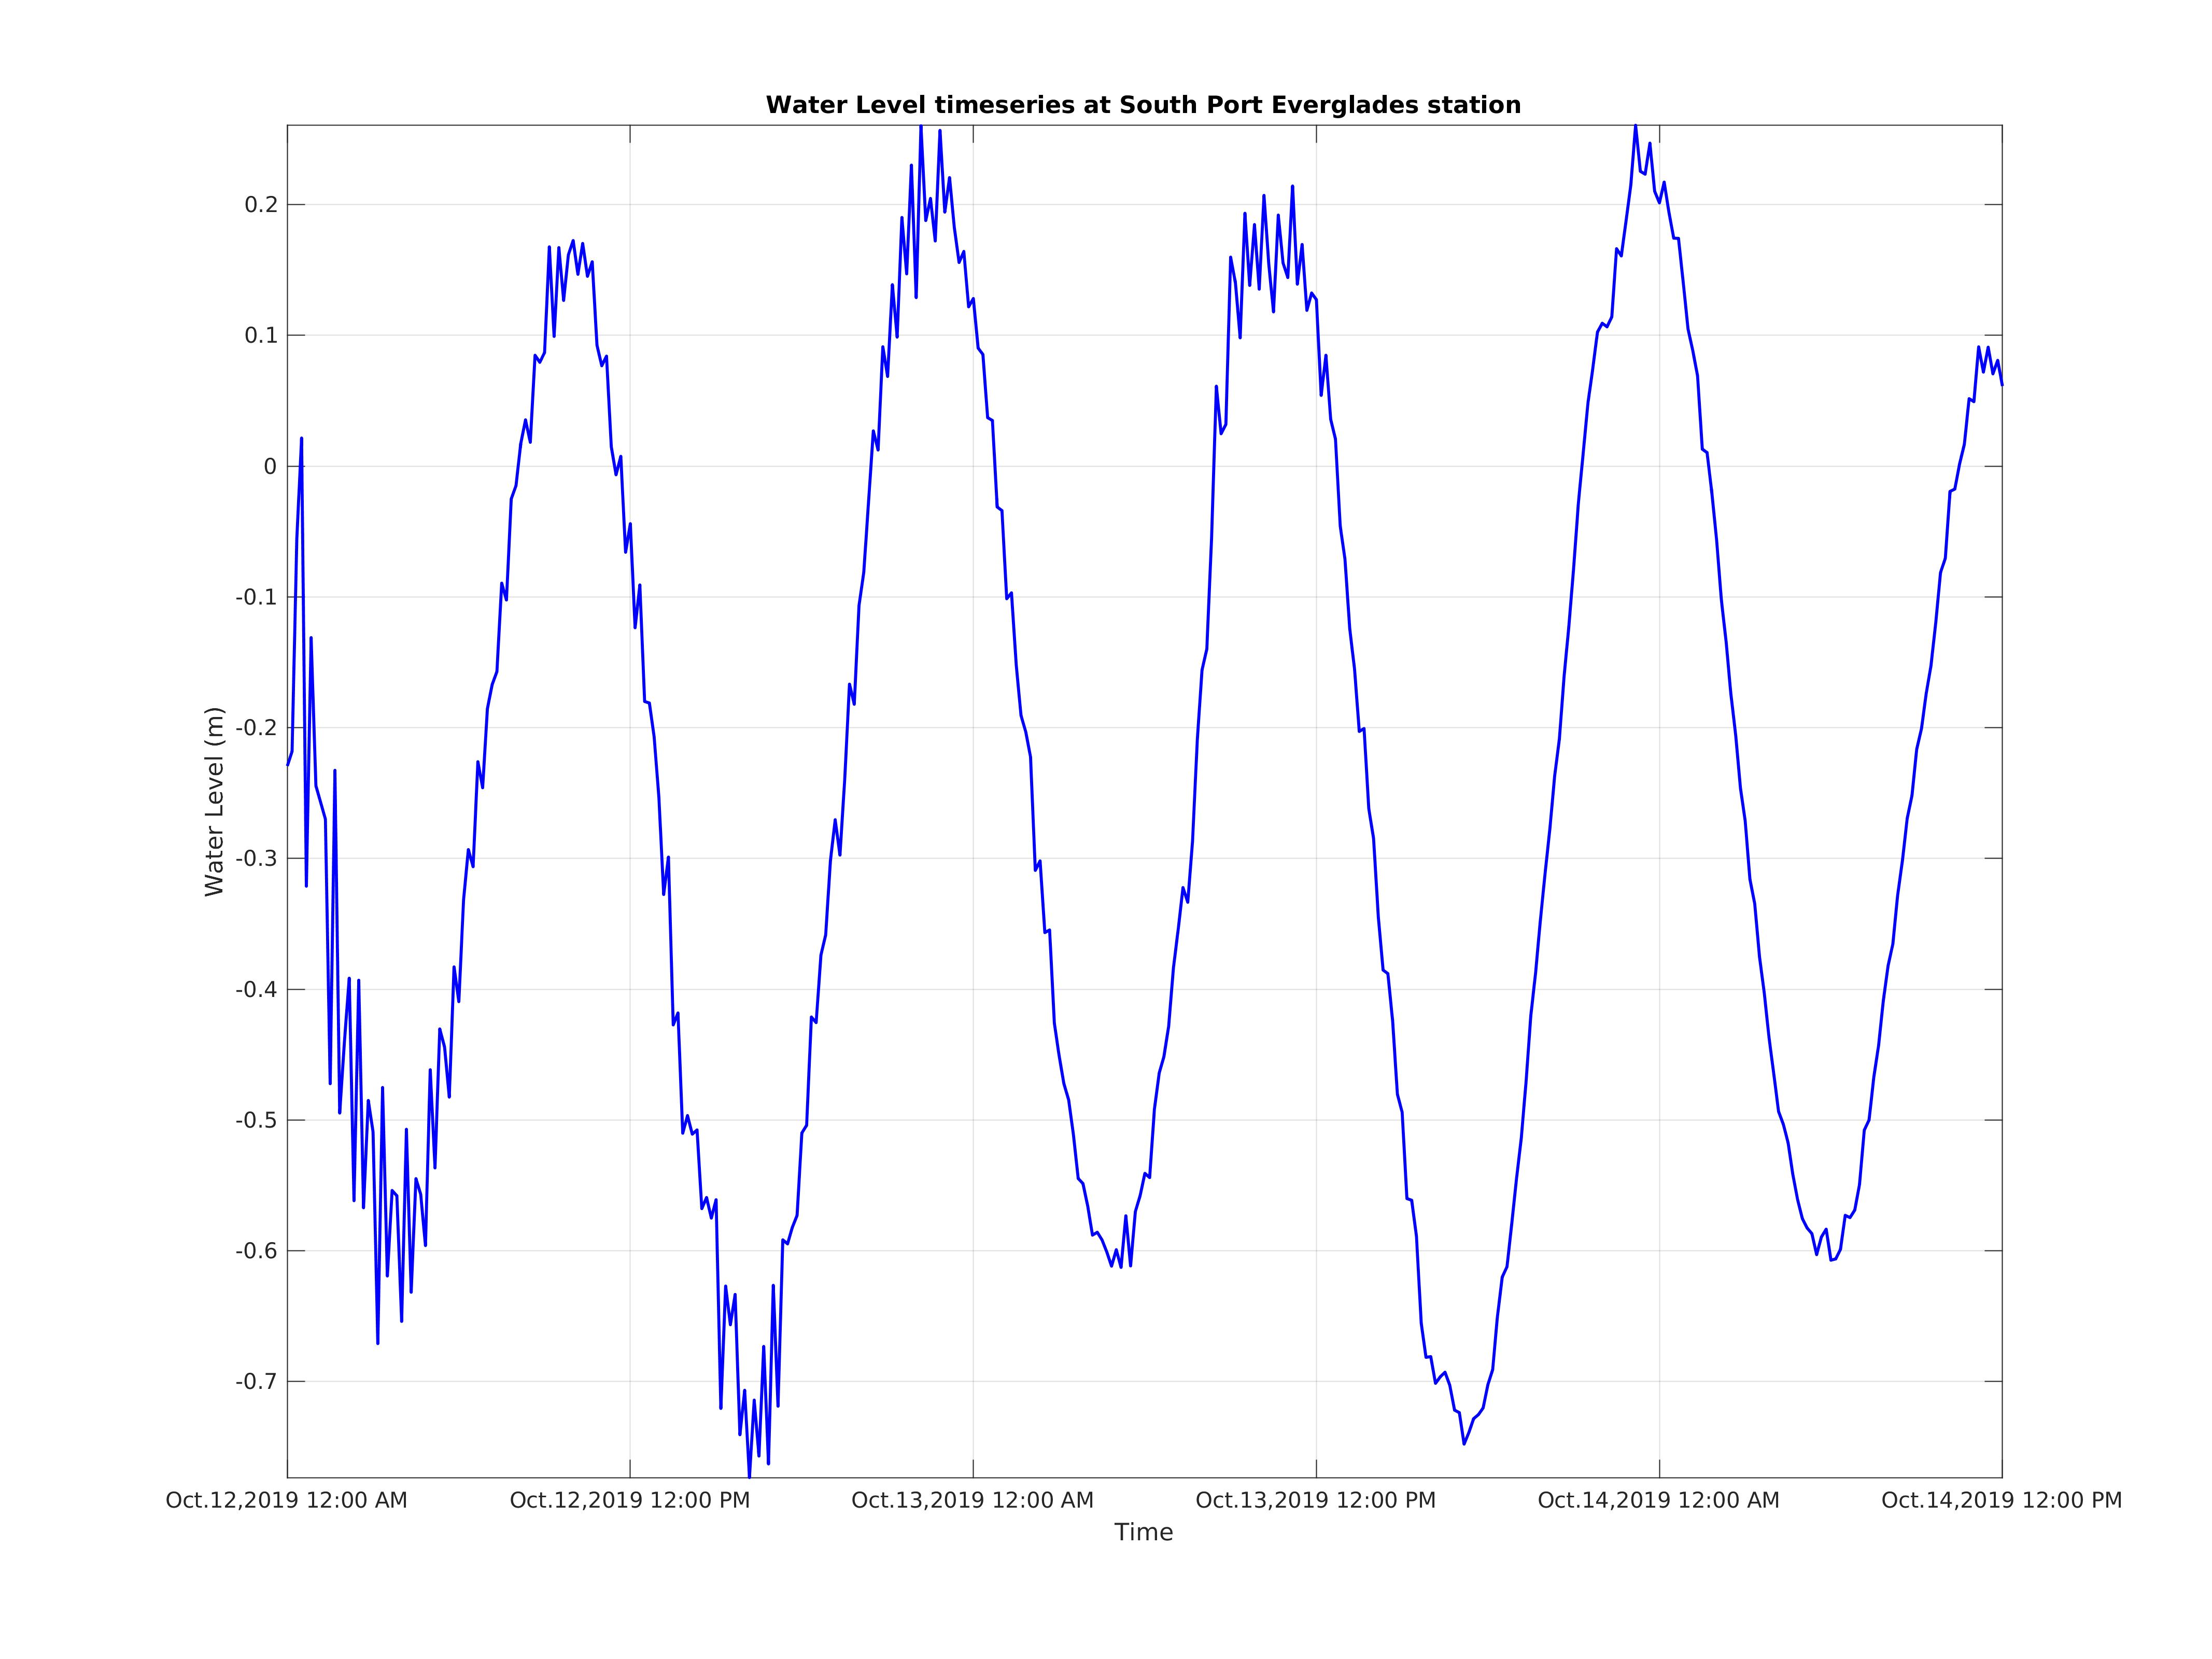 Water Level timeseries at South Port Everglades station
0.2
0.1
0
-0.1
-0.2
-0.3
-0.4
-0.5
-0.6
-0.7
Water Level (m)
Oct.12,2019 12:00 AM Oct.12,2019 12:00 PM Oct.13,2019 12:00 AM Oct.13,2019 12:00 PM Oct.14,2019 12:00 AM Oct.14,2019 12:00 PM
Time